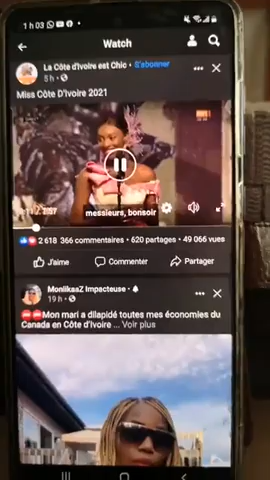 1 h 03
Watch
La Côte d'Ivoire est Chic • S'abonner
5 h
Miss Côte D'Ivoire 2021
messieurs, bonsoir
2 618 366 commentaires • 620 partages • 49 066 vues
J'aime
Commenter
Partager
MoniikaaZ Impacteuse •
19 h
Mon mari a dilapidé toutes mes économies du
Canada en Côte d'Ivoire ... Voir plus